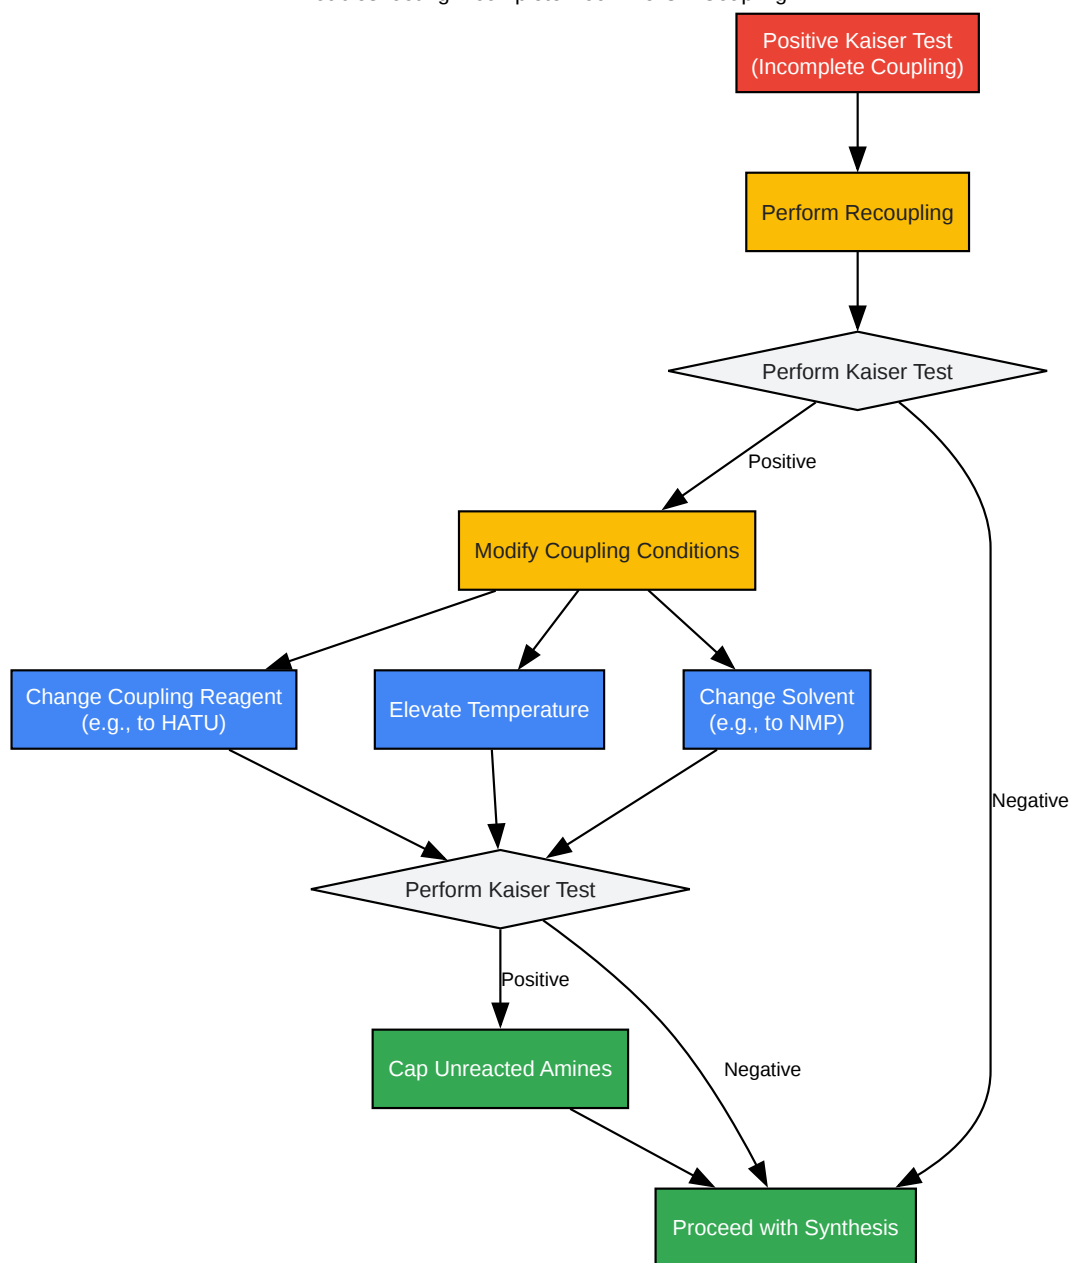 Positive Kaiser Test
(Incomplete Coupling)
Perform Recoupling
Perform Kaiser Test
Positive
Modify Coupling Conditions
Change Coupling Reagent
(e.g., to HATU)
Elevate Temperature
Change Solvent
(e.g., to NMP)
Negative
Perform Kaiser Test
Positive
Cap Unreacted Amines
Negative
Proceed with Synthesis